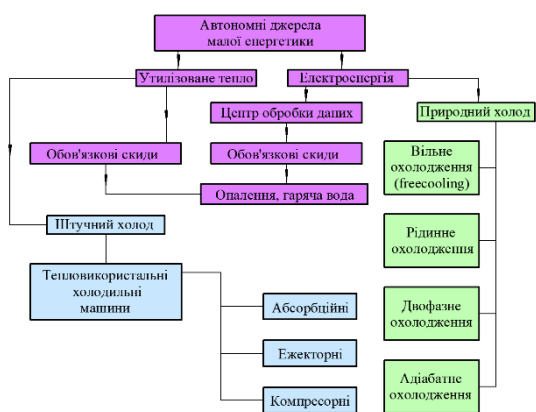 Автономні джерела
малої енергетики
Утилізоване тепло
Електроенергія
Центр обробки даних
Природний холод
Обов'язкові скиди
Обов'язкові скиди
Вільне
охолодження
(freecooling)
Опалення, гаряча вода
Штучний холод
Рідинне
охолодження
Тепловикористальні
холодильні
машини
Абсорбційні
Двофазне
охолодження
Ежекторні
Адіабатне
охолодження
Компресорні